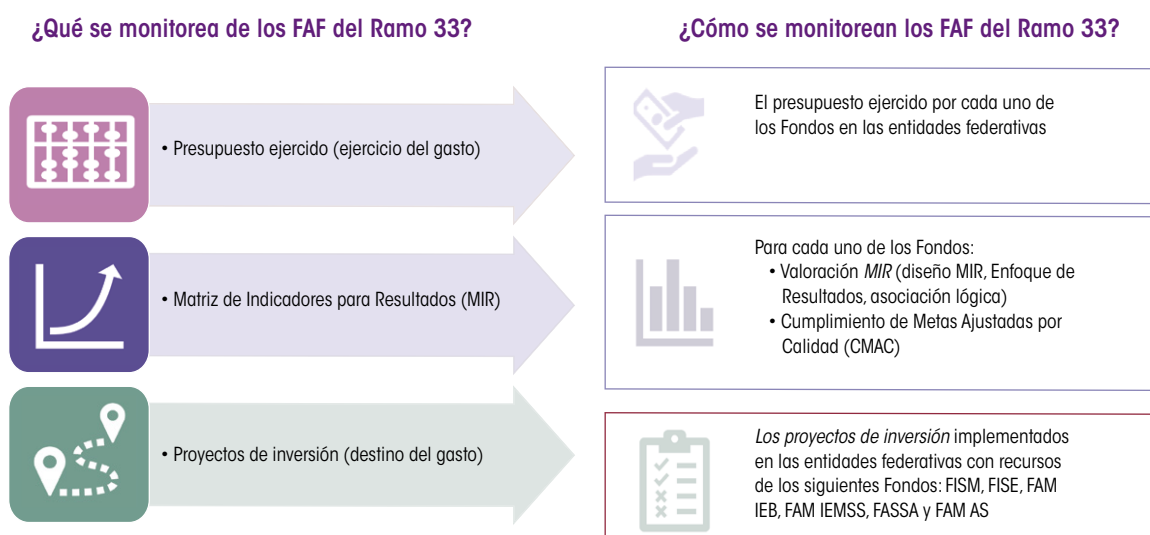 ¿Qué se monitorea de los FAF del Ramo 33?
• Presupuesto ejercido (ejercicio del gasto)
• Matriz de Indicadores para Resultados (MIR)
• Proyectos de inversión (destino del gasto)
¿Cómo se monitorean los FAF del Ramo 33?
El presupuesto ejercido por cada uno de
los Fondos en las entidades federativas
Para cada uno de los Fondos:
• Valoración MIR (diseño MIR, Enfoque de
Resultados, asociación lógica)
• Cumplimiento de Metas Ajustadas por
Calidad (CMAC)
Los proyectos de inversión implementados
en las entidades federativas con recursos
de los siguientes Fondos: FISM, FISE, FAM
IEB, FAM IEMSS, FASSA y FAM AS